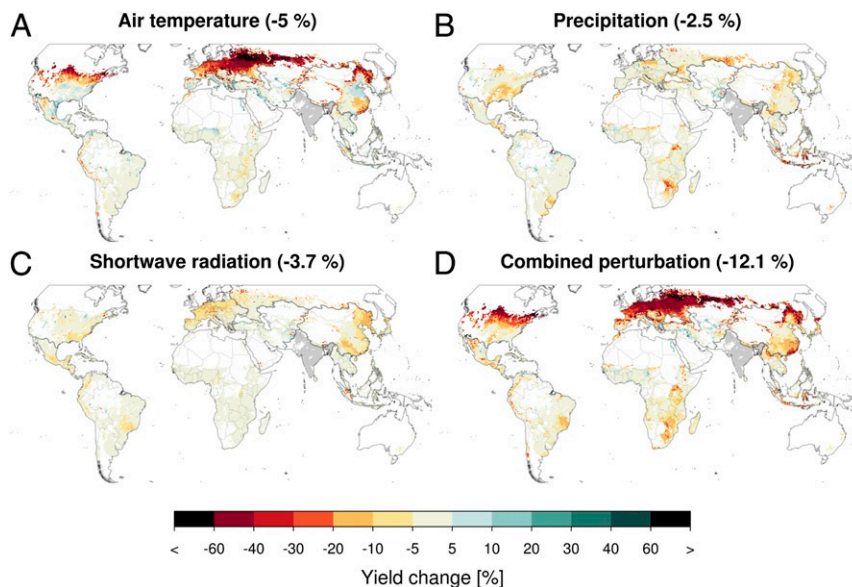 A Air temperature (-5 %)
B Precipitation (-2.5 %)
C Shortwave radiation (-3.7 %)
D Combined perturbation (-12.1 %)
< -60 -40 -30 -20 -10 -5 5 10 20 30 40 60 >
Yield change [%]